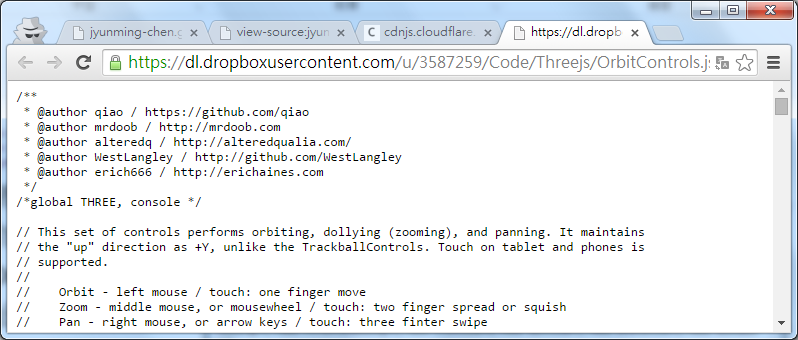 jyunming-chen.g
view-source:jyun
cdnjs.cloudflare.
https://dl.dropb
https://dl.dropboxusercontent.com/u/3587259/Code/Threejs/OrbitControls.js
/**
 * @author qiao / https://github.com/qiao
 * @author mrdoob / http://mrdoob.com
 * @author alteredq / http://alteredqualia.com/
 * @author WestLangley / http://github.com/WestLangley
 * @author erich666 / http://erichaines.com
 */
/*global THREE, console */
// This set of controls performs orbiting, dollying (zooming), and panning. It maintains
// the "up" direction as +Y, unlike the TrackballControls. Touch on tablet and phones is
// supported.
//
//    Orbit - left mouse / touch: one finger move
//    Zoom - middle mouse, or mousewheel / touch: two finger spread or squish
//    Pan - right mouse, or arrow keys / touch: three finter swipe